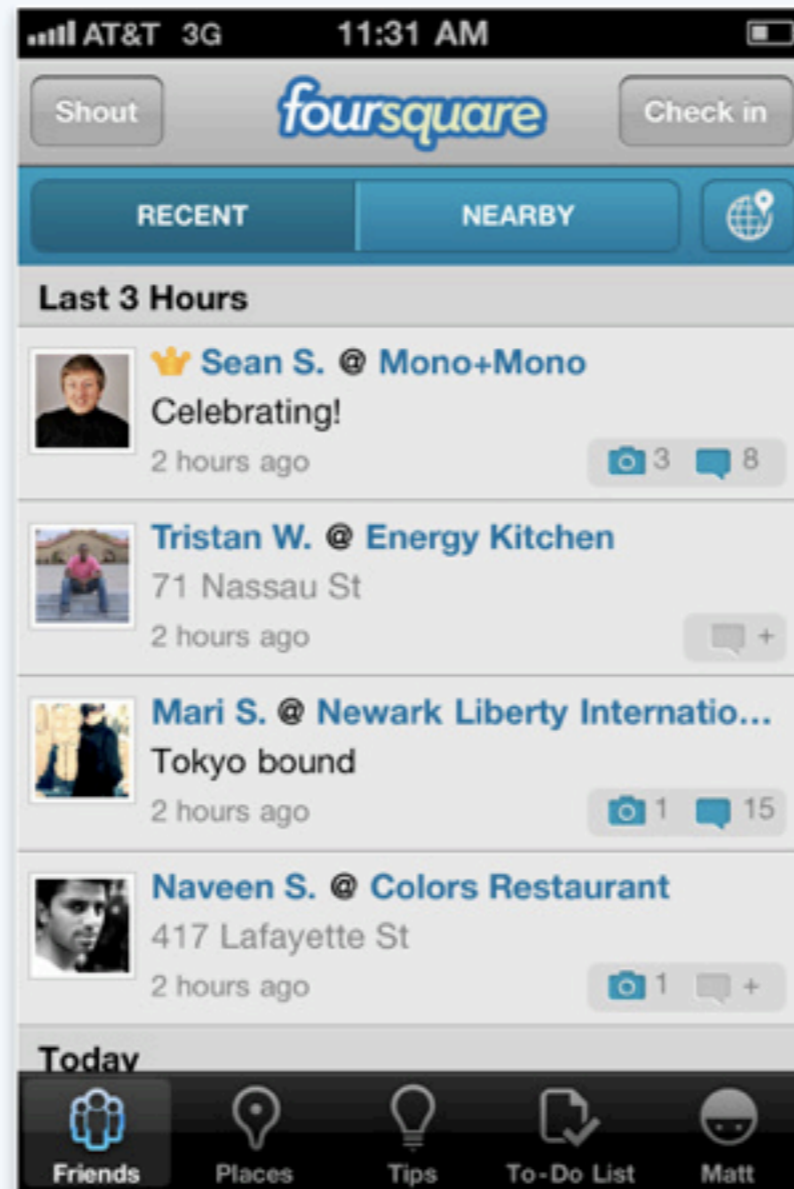 AT&T 3G 11:31 AM
Shout foursquare Check in
RECENT NEARBY
Last 3 Hours
Sean S. @ Mono+Mono
Celebrating!
2 hours ago 3 8
Tristan W. @ Energy Kitchen
71 Nassau St
2 hours ago +
Mari S. @ Newark Liberty Internatio...
Tokyo bound
2 hours ago 1 15
Naveen S. @ Colors Restaurant
417 Lafayette St
2 hours ago 1 +
Today
Friends Places Tips To-Do List Matt